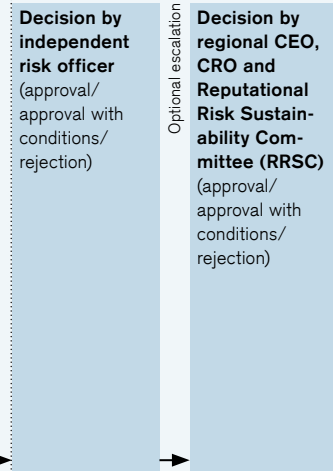 Decision by
independent
risk officer
(approval/
approval with
conditions/
rejection)
Optional escalation
Decision by
regional CEO,
CRO and
Reputational
Risk Sustain-
ability Com-
mittee (RRSC)
(approval/
approval with
conditions/
rejection)